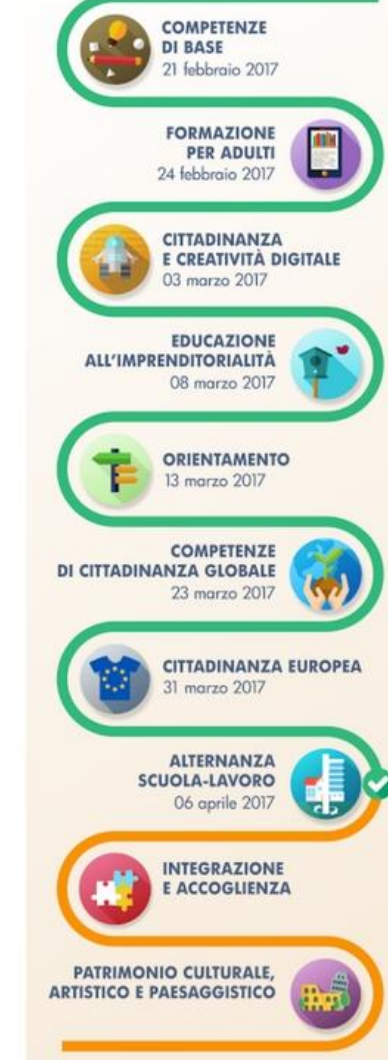 COMPETENZE
DI BASE
21 febbraio 2017
FORMAZIONE
PER ADULTI
24 febbraio 2017
CITTADINANZA
E CREATIVITÀ DIGITALE
03 marzo 2017
EDUCAZIONE
ALL'IMPRENDITORIALITÀ
08 marzo 2017
ORIENTAMENTO
13 marzo 2017
COMPETENZE
DI CITTADINANZA GLOBALE
23 marzo 2017
CITTADINANZA EUROPEA
31 marzo 2017
ALTERNANZA
SCUOLA-LAVORO
06 aprile 2017
INTEGRAZIONE
E ACCOGLIENZA
PATRIMONIO CULTURALE,
ARTISTICO E PAESAGGISTICO